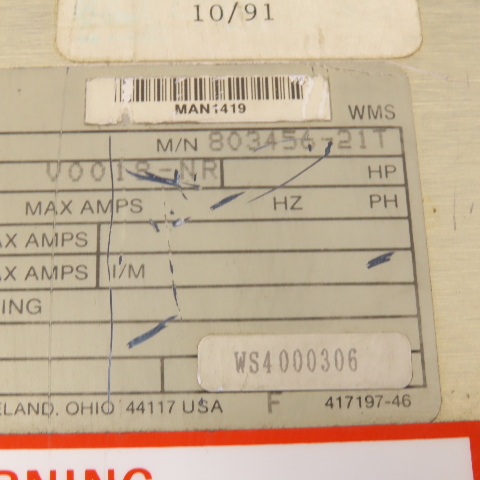 10/91
MAN1419
WMS
M/N 803456-21T
V0018-NR HP
MAX AMPS HZ PH
AX AMPS
AX AMPS I/M
ING
WS4000306
ELAND, OHIO 44117 USA F 417197-46
RNING